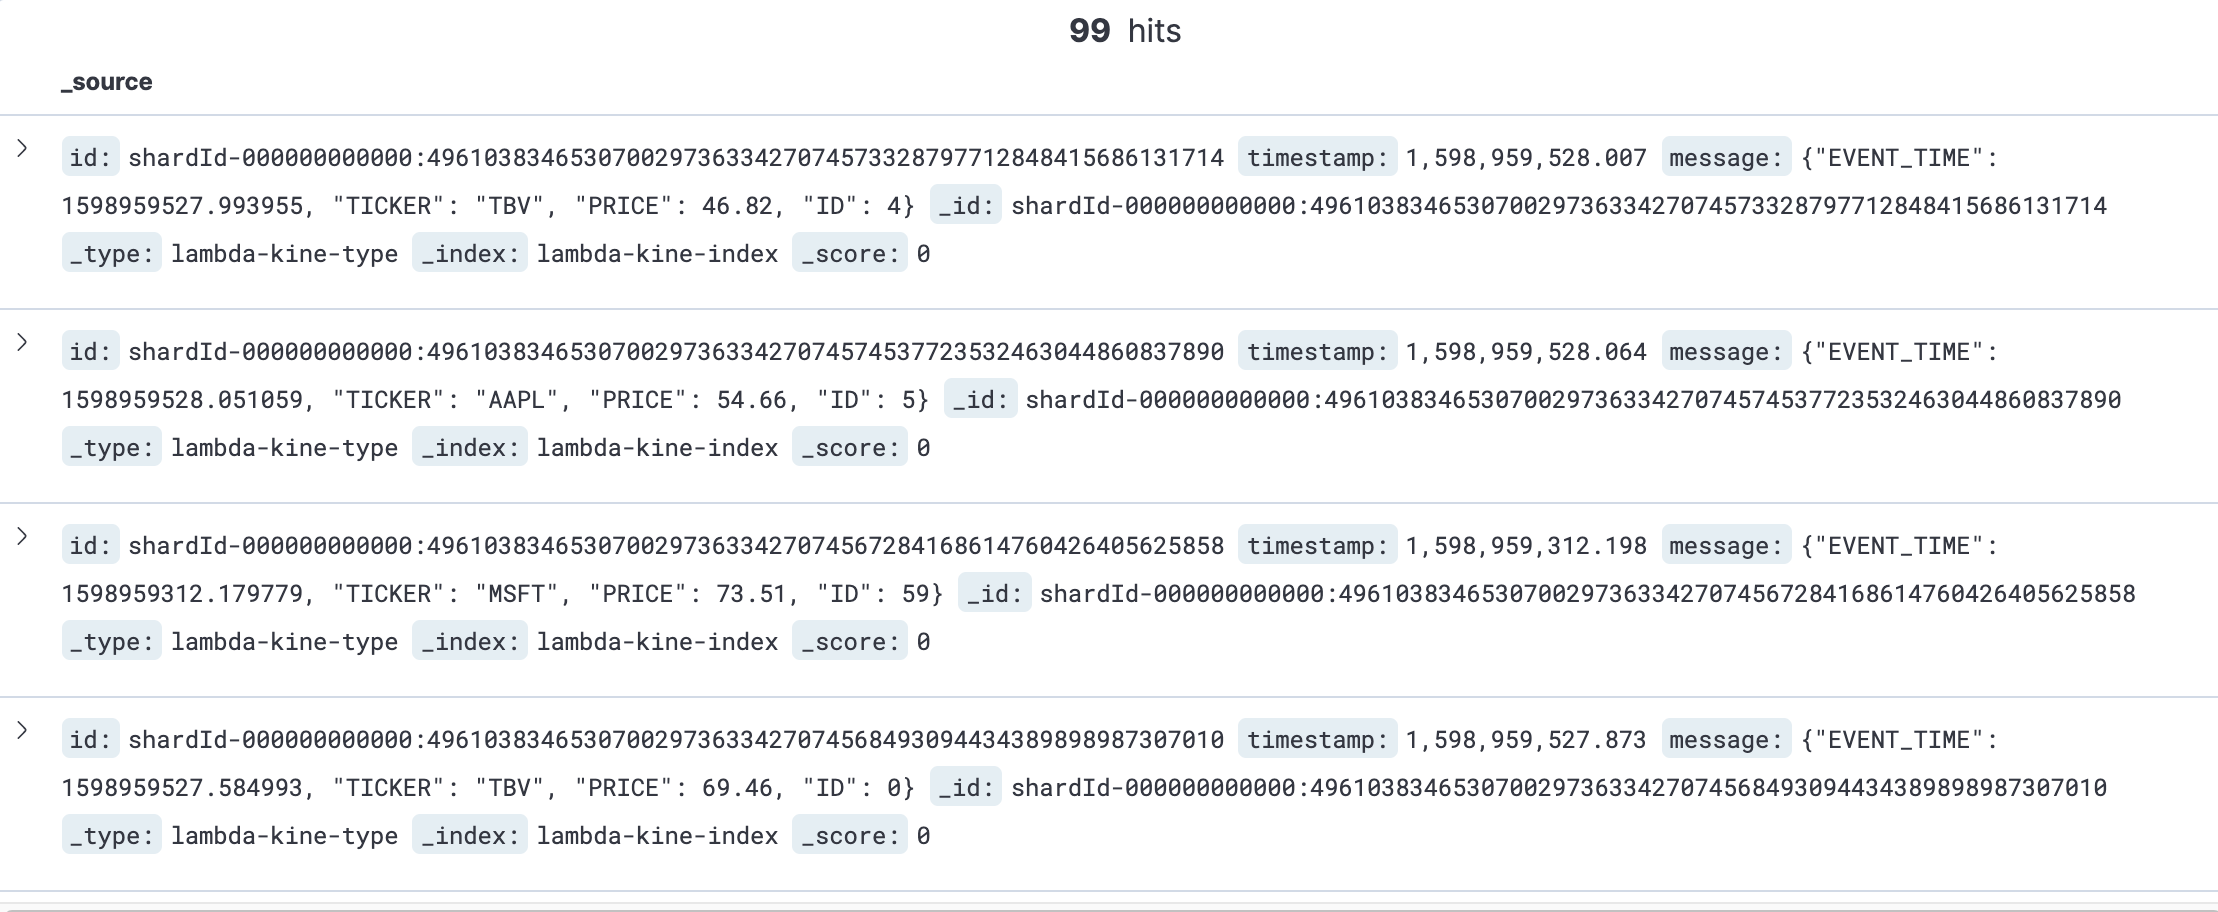 99 hits
_source
id: shardId-000000000000:49610383465307002973633427074573328797712848415686131714 timestamp: 1,598,959,528.007 message: {"EVENT_TIME":
1598959527.993955, "TICKER": "TBV", "PRICE": 46.82, "ID": 4} _id: shardId-000000000000:49610383465307002973633427074573328797712848415686131714
_type: lambda-kine-type _index: lambda-kine-index _score: 0
id: shardId-000000000000:49610383465307002973633427074574537723532463044860837890 timestamp: 1,598,959,528.064 message: {"EVENT_TIME":
1598959528.051059, "TICKER": "AAPL", "PRICE": 54.66, "ID": 5} _id: shardId-000000000000:49610383465307002973633427074574537723532463044860837890
_type: lambda-kine-type _index: lambda-kine-index _score: 0
id: shardId-000000000000:49610383465307002973633427074567284168614760426405625858 timestamp: 1,598,959,312.198 message: {"EVENT_TIME":
1598959312.179779, "TICKER": "MSFT", "PRICE": 73.51, "ID": 59} _id: shardId-000000000000:49610383465307002973633427074567284168614760426405625858
_type: lambda-kine-type _index: lambda-kine-index _score: 0
id: shardId-000000000000:49610383465307002973633427074568493094434389898987307010 timestamp: 1,598,959,527.873 message: {"EVENT_TIME":
1598959527.584993, "TICKER": "TBV", "PRICE": 69.46, "ID": 0} _id: shardId-000000000000:49610383465307002973633427074568493094434389898987307010
_type: lambda-kine-type _index: lambda-kine-index _score: 0